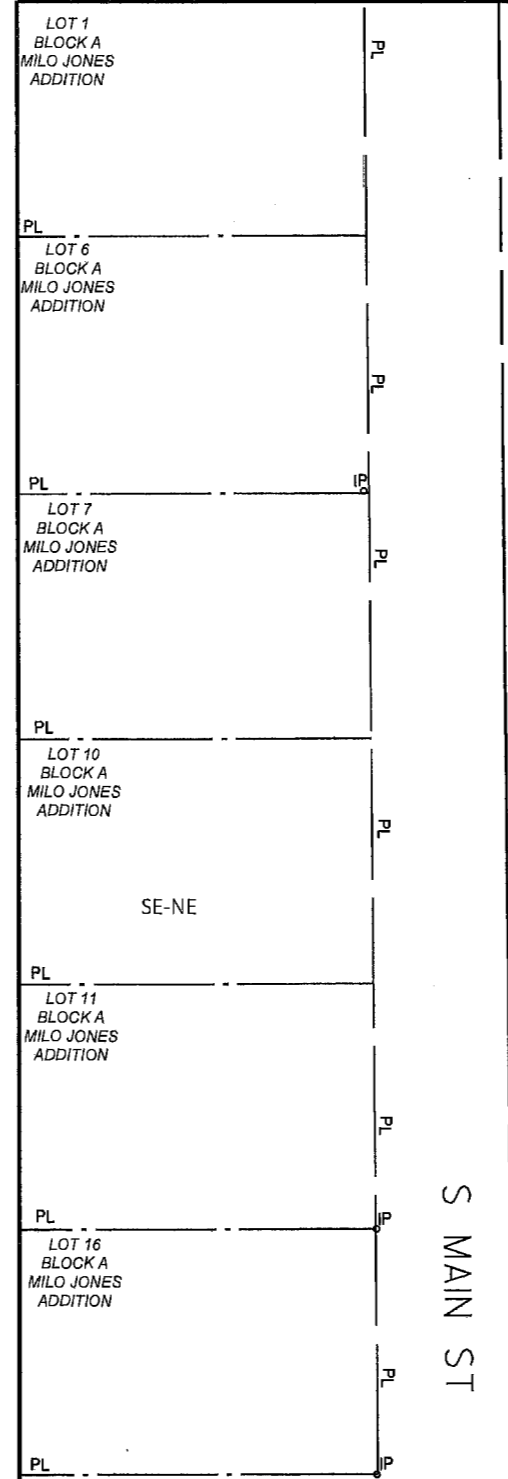 LOT 1
BLOCK A
MILO JONES
ADDITION
PL
PL
LOT 6
BLOCK A
MILO JONES
ADDITION
PL
PL
IP
LOT 7
BLOCK A
MILO JONES
ADDITION
PL
PL
LOT 10
BLOCK A
MILO JONES
ADDITION
PL
SE-NE
PL
LOT 11
BLOCK A
MILO JONES
ADDITION
PL
PL
IP
LOT 16
BLOCK A
MILO JONES
ADDITION
S MAIN ST
PL
PL
IP